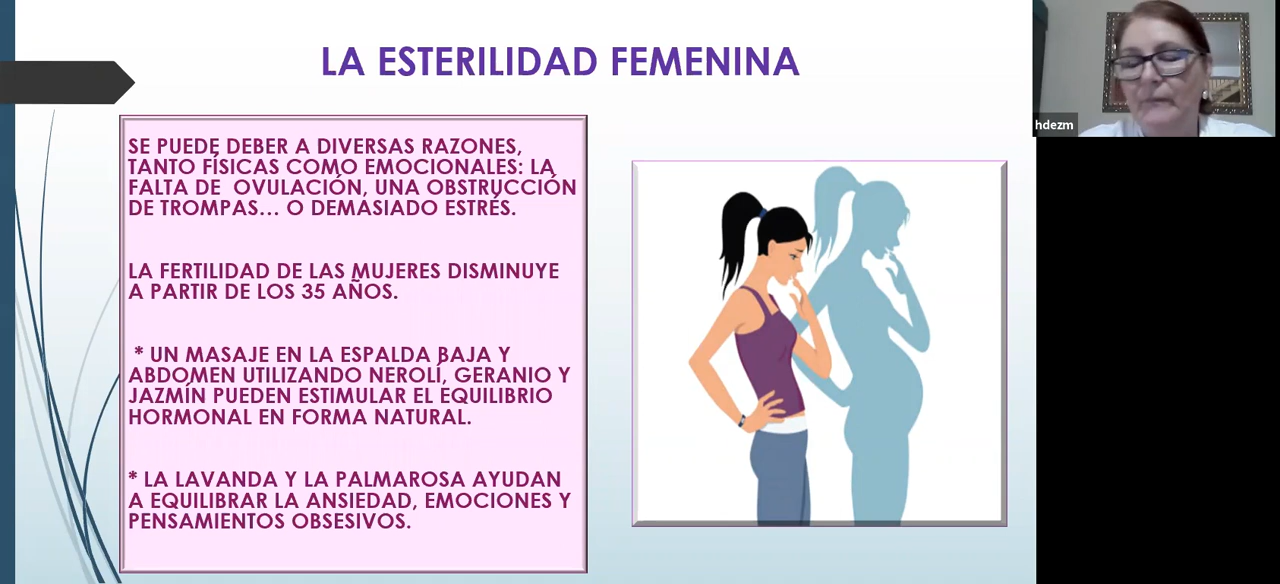 LA ESTERILIDAD FEMENINA
SE PUEDE DEBER A DIVERSAS RAZONES,
TANTO FÍSICAS COMO EMOCIONALES: LA
FALTA DE OVULACIÓN, UNA OBSTRUCCIÓN
DE TROMPAS... O DEMASIADO ESTRÉS.
LA FERTILIDAD DE LAS MUJERES DISMINUYE
A PARTIR DE LOS 35 AÑOS.
* UN MASAJE EN LA ESPALDA BAJA Y
ABDOMEN UTILIZANDO NEROLÍ, GERANIO Y
JAZMÍN PUEDEN ESTIMULAR EL EQUILIBRIO
HORMONAL EN FORMA NATURAL.
* LA LAVANDA Y LA PALMAROSA AYUDAN
A EQUILIBRAR LA ANSIEDAD, EMOCIONES Y
PENSAMIENTOS OBSESIVOS.
hdezm